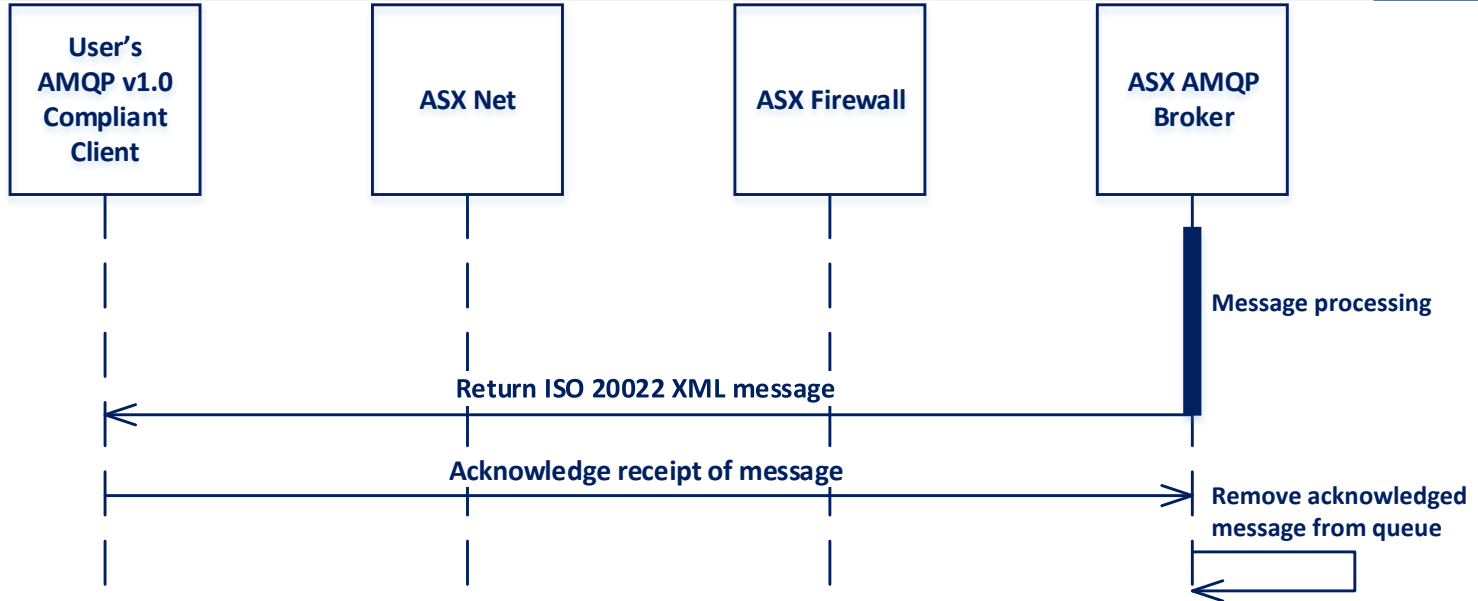 User's
AMQP v1.0
Compliant
Client
ASX Net
ASX Firewall
ASX AMQP
Broker
Message processing
Return ISO 20022 XML message
Acknowledge receipt of message
Remove acknowledged
message from queue